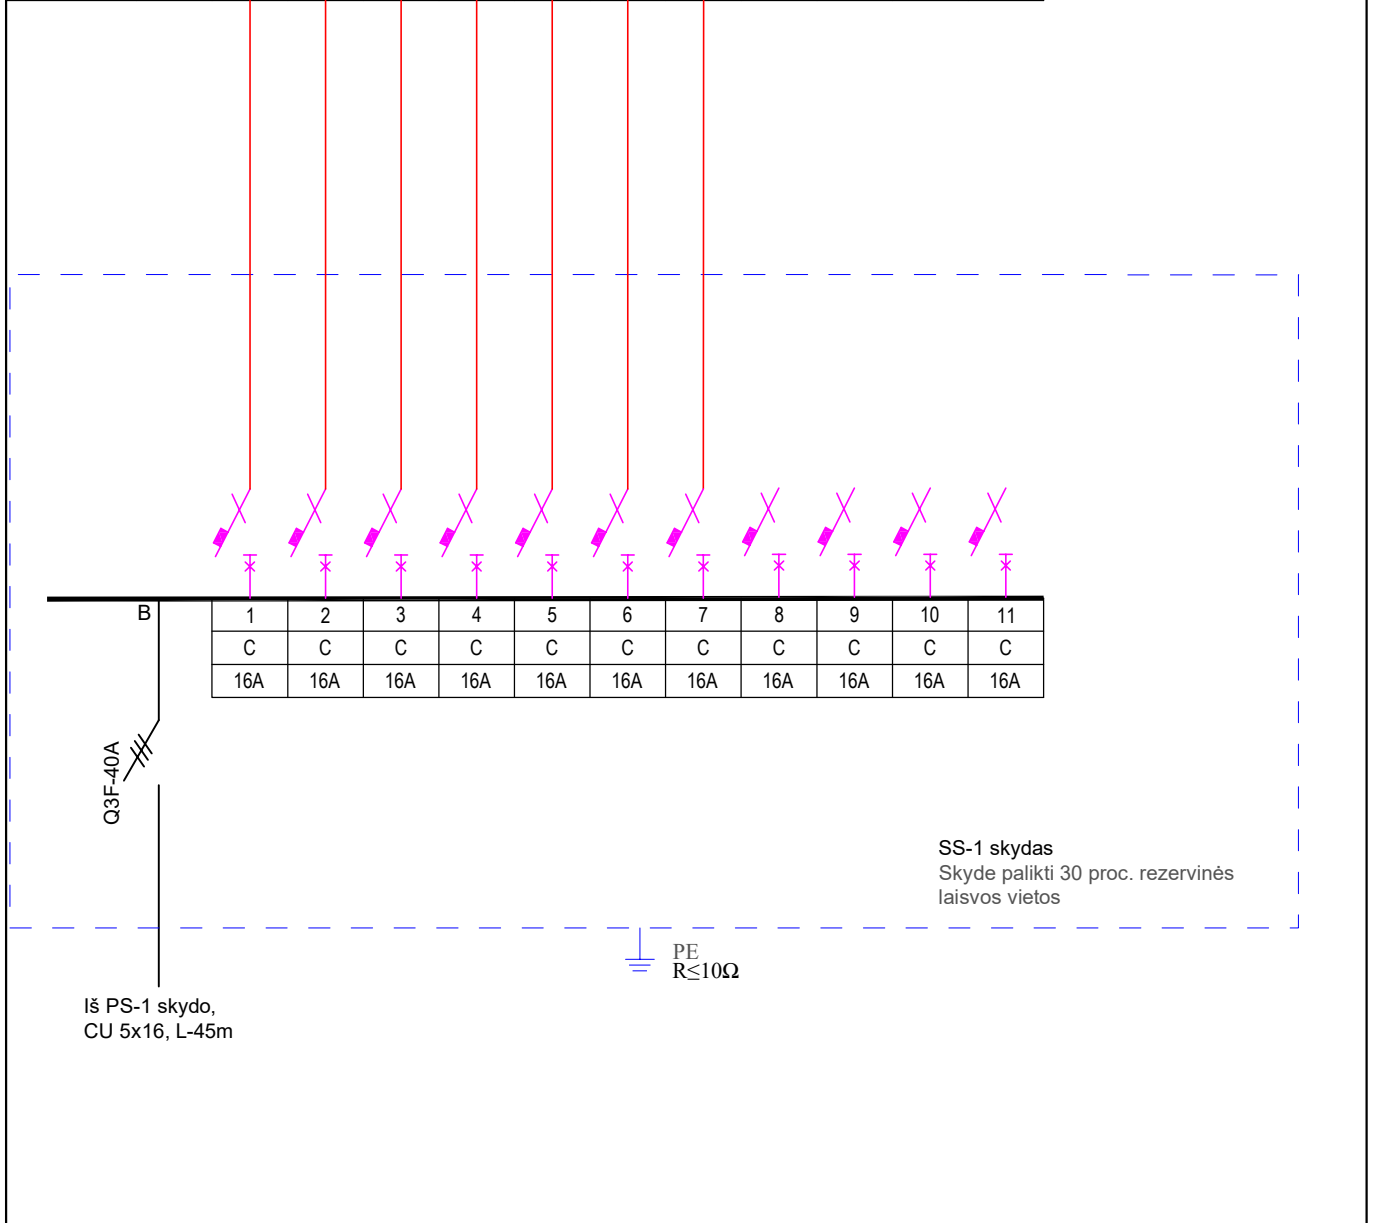 B
1 2 3 4 5 6 7 8 9 10 11
C C C C C C C C C C C
16A 16A 16A 16A 16A 16A 16A 16A 16A 16A 16A
Q3F-40A
SS-1 skydas
Skyde palikti 30 proc. rezervinės
laisvos vietos
PE
R≤10Ω
Iš PS-1 skydo,
CU 5x16, L-45m